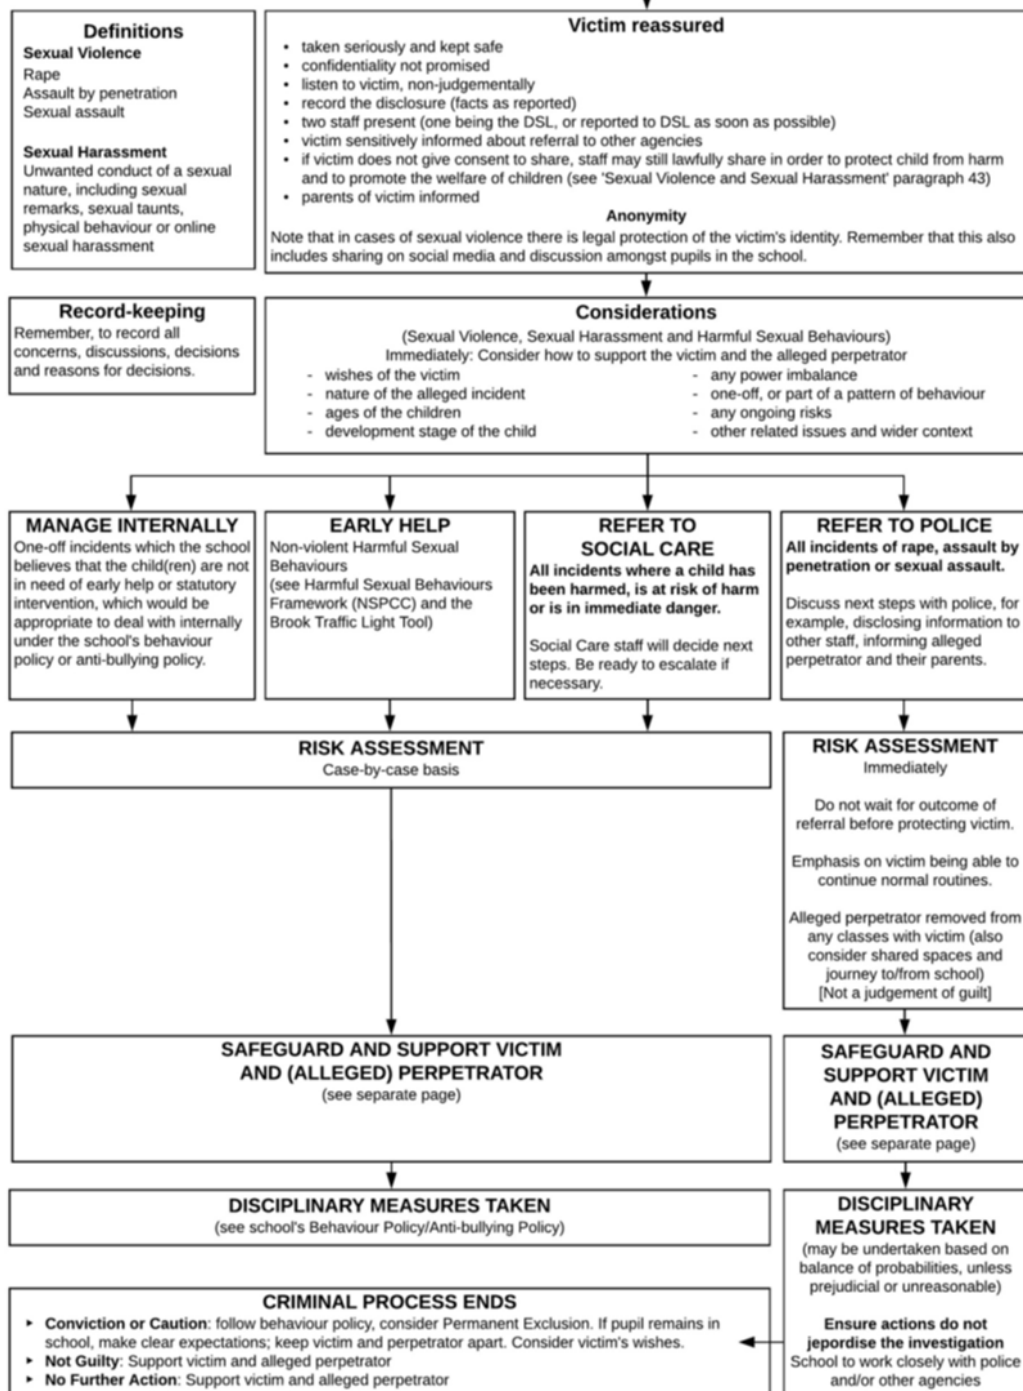 Definitions
Sexual Violence
Rape
Assault by penetration
Sexual assault
Sexual Harassment
Unwanted conduct of a sexual
nature, including sexual
remarks, sexual taunts,
physical behaviour or online
sexual harassment
Victim reassured
• taken seriously and kept safe
• confidentiality not promised
• listen to victim, non-judgementally
• record the disclosure (facts as reported)
• two staff present (one being the DSL, or reported to DSL as soon as possible)
• victim sensitively informed about referral to other agencies
• if victim does not give consent to share, staff may still lawfully share in order to protect child from harm
and to promote the welfare of children (see 'Sexual Violence and Sexual Harassment' paragraph 43)
• parents of victim informed
Anonymity
Note that in cases of sexual violence there is legal protection of the victim's identity. Remember that this also
includes sharing on social media and discussion amongst pupils in the school.
Record-keeping
Remember, to record all
concerns, discussions, decisions
and reasons for decisions.
Considerations
(Sexual Violence, Sexual Harassment and Harmful Sexual Behaviours)
Immediately: Consider how to support the victim and the alleged perpetrator
- wishes of the victim
- nature of the alleged incident
- ages of the children
- development stage of the child
- any power imbalance
- one-off, or part of a pattern of behaviour
- any ongoing risks
- other related issues and wider context
MANAGE INTERNALLY
One-off incidents which the school
believes that the child(ren) are not
in need of early help or statutory
intervention, which would be
appropriate to deal with internally
under the school's behaviour
policy or anti-bullying policy.
EARLY HELP
Non-violent Harmful Sexual
Behaviours
(see Harmful Sexual Behaviours
Framework (NSPCC) and the
Brook Traffic Light Tool)
REFER TO
SOCIAL CARE
All incidents where a child has
been harmed, is at risk of harm
or is in immediate danger.
Social Care staff will decide next
steps. Be ready to escalate if
necessary.
REFER TO POLICE
All incidents of rape, assault by
penetration or sexual assault.
Discuss next steps with police, for
example, disclosing information to
other staff, informing alleged
perpetrator and their parents.
RISK ASSESSMENT
Case-by-case basis
RISK ASSESSMENT
Immediately
Do not wait for outcome of
referral before protecting victim.
Emphasis on victim being able to
continue normal routines.
Alleged perpetrator removed from
any classes with victim (also
consider shared spaces and
journey to/from school)
[Not a judgement of guilt]
SAFEGUARD AND SUPPORT VICTIM
AND (ALLEGED) PERPETRATOR
(see separate page)
SAFEGUARD AND
SUPPORT VICTIM
AND (ALLEGED)
PERPETRATOR
(see separate page)
DISCIPLINARY MEASURES TAKEN
(see school's Behaviour Policy/Anti-bullying Policy)
DISCIPLINARY
MEASURES TAKEN
(may be undertaken based on
balance of probabilities, unless
prejudicial or unreasonable)
Ensure actions do not
jepordise the investigation
School to work closely with police
and/or other agencies
CRIMINAL PROCESS ENDS
‣ Conviction or Caution: follow behaviour policy, consider Permanent Exclusion. If pupil remains in
school, make clear expectations; keep victim and perpetrator apart. Consider victim's wishes.
‣ Not Guilty: Support victim and alleged perpetrator
‣ No Further Action: Support victim and alleged perpetrator